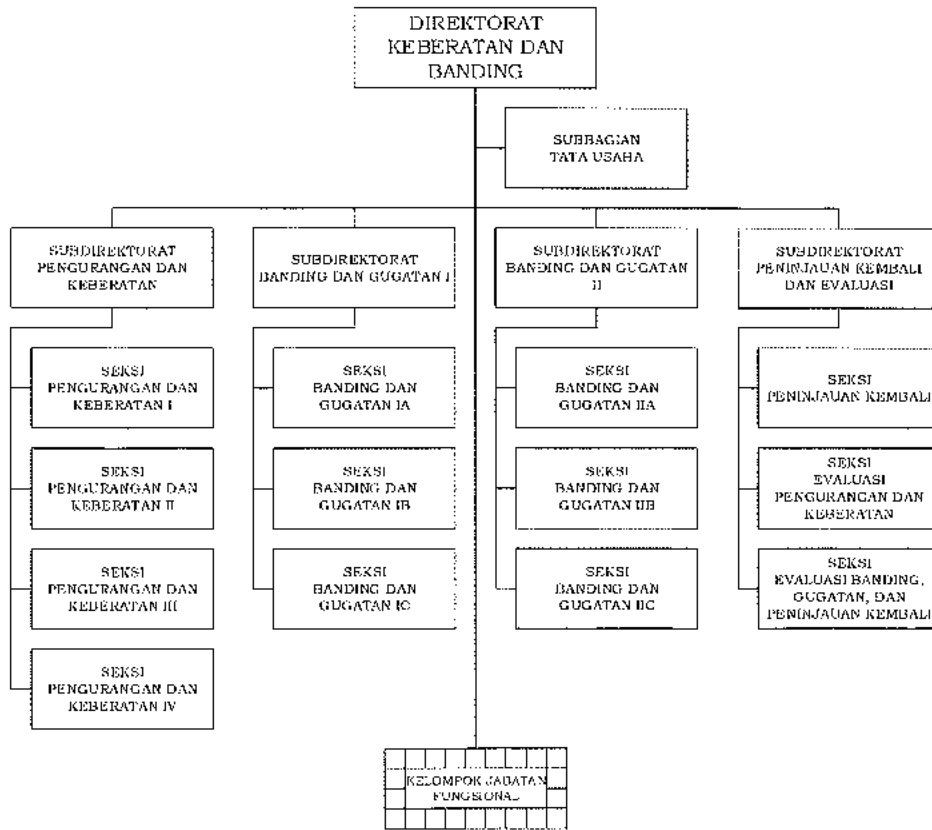 DIREKTORAT
KEBERATAN DAN
BANDING
SUBBAGIAN
TATA USAHA
SUBDIREKTORAT
PENGURANGAN DAN
KEBERATAN
SUBDIREKTORAT
BANDING DAN GUGATAN I
SUBDIREKTORAT
BANDING DAN GUGATAN
II
SUBDIREKTORAT
PENINJAUAN KEMBALI
DAN EVALUASI
SEKSI
PENGURANGAN DAN
KEBERATAN I
SEKSI
PENGURANGAN DAN
KEBERATAN II
SEKSI
PENGURANGAN DAN
KEBERATAN III
SEKSI
PENGURANGAN DAN
KEBERATAN IV
SEKSI
BANDING DAN
GUGATAN IA
SEKSI
BANDING DAN
GUGATAN IB
SEKSI
BANDING DAN
GUGATAN IC
SEKSI
BANDING DAN
GUGATAN IIA
SEKSI
BANDING DAN
GUGATAN IIB
SEKSI
BANDING DAN
GUGATAN IIC
SEKSI
PENINJAUAN KEMBALI
SEKSI
EVALUASI
PENGURANGAN DAN
KEBERATAN
SEKSI
EVALUASI BANDING,
GUGATAN, DAN
PENINJAUAN KEMBALI
KELOMPOK JABATAN
FUNGSIONAL